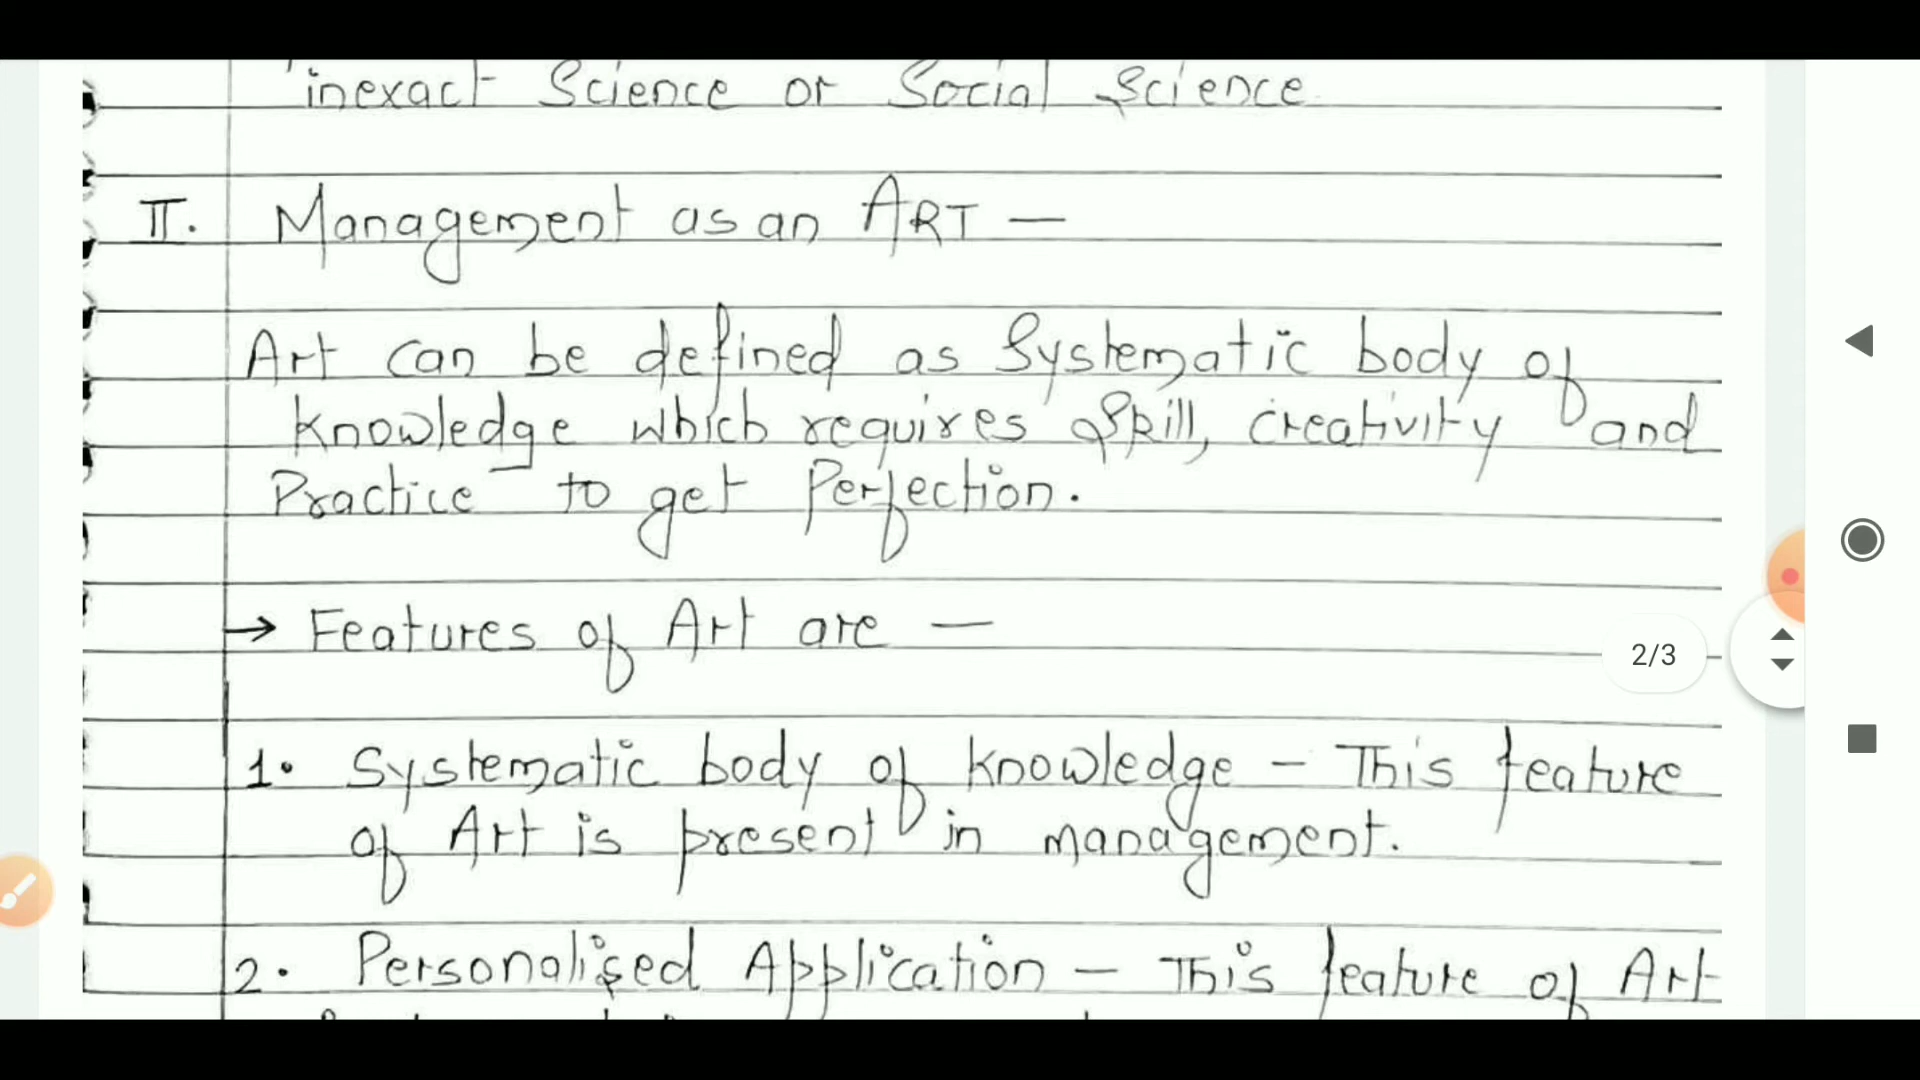 inexact Science or Social Science
II. Management as an ART —
Art can be defined as Systematic body of
knowledge which requires Skill, creativity and
Practice to get Perfection.
→ Features of Art are —
2/3
1. Systematic body of knowledge - This feature
of Art is present in management.
2. Personalised Application - This feature of Art